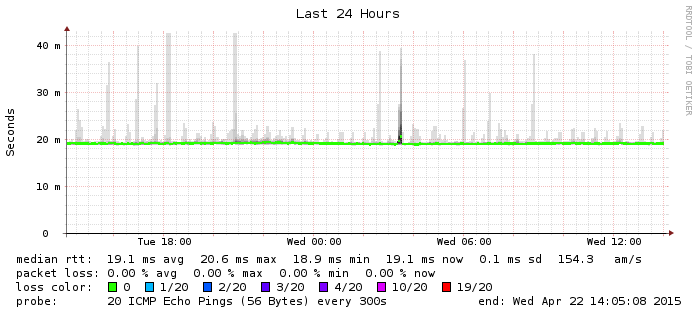 Last 24 Hours
RRDTOOL / TOBI OETIKER
Seconds
40 m
30 m
20 m
10 m
0
Tue 18:00 Wed 00:00 Wed 06:00 Wed 12:00
median rtt: 19.1 ms avg 20.6 ms max 18.9 ms min 19.1 ms now 0.1 ms sd 154.3 am/s
packet loss: 0.00 % avg 0.00 % max 0.00 % min 0.00 % now
loss color: 0 1/20 2/20 3/20 4/20 10/20 19/20
probe: 20 ICMP Echo Pings (56 Bytes) every 300s end: Wed Apr 22 14:05:08 2015